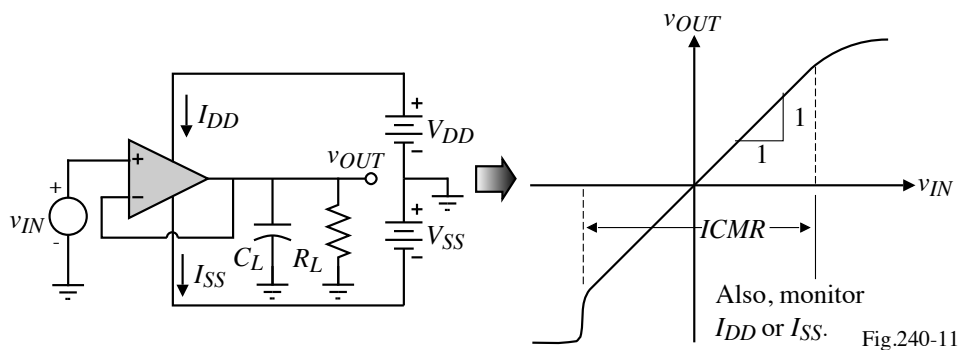 +
v_IN
-
+
-
I_DD
I_SS
C_L
R_L
v_OUT
+
V_DD
-
+
V_SS
-
v_OUT
1
1
v_IN
ICMR
Also, monitor
I_DD or I_SS.
Fig.240-11